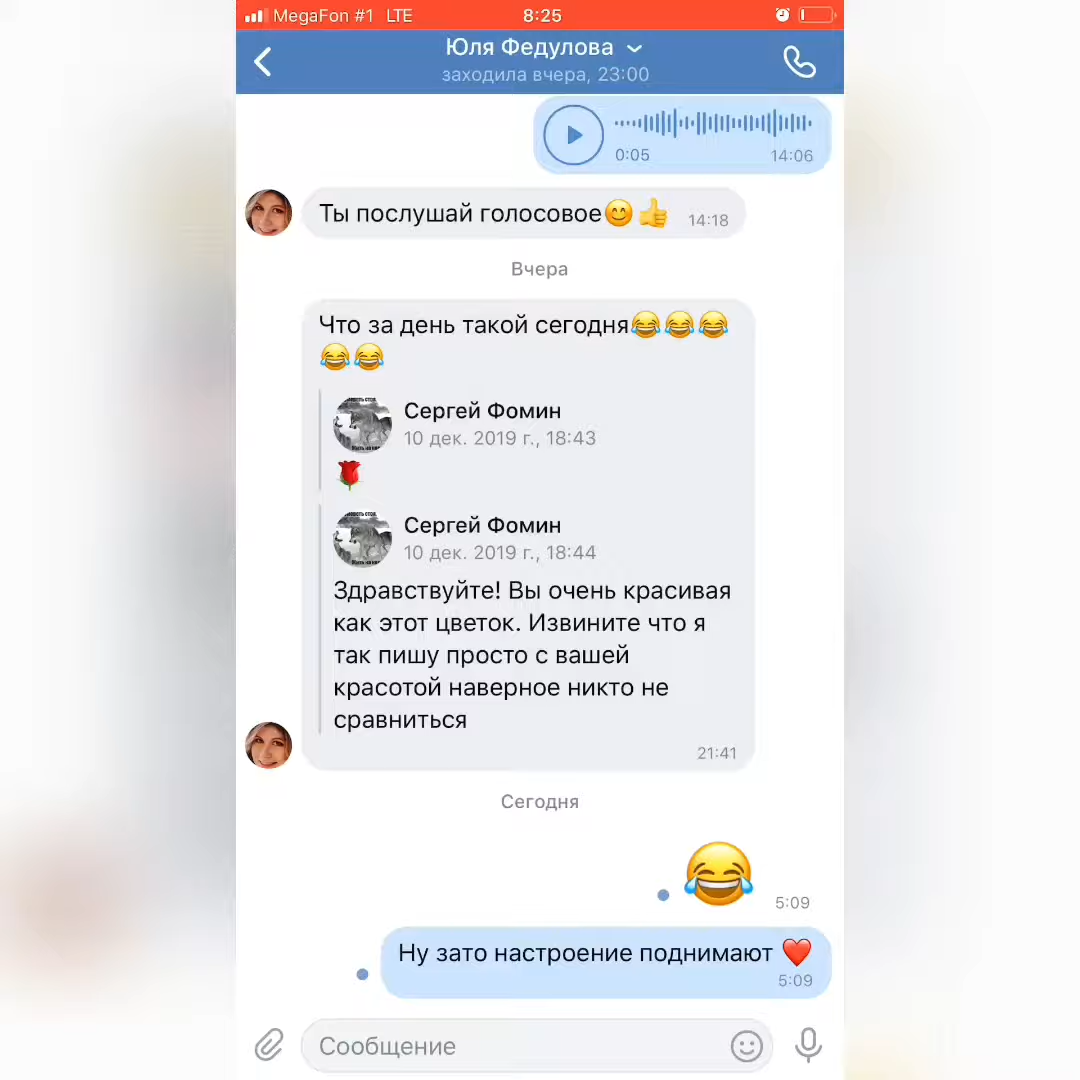 MegaFon #1 LTE 8:25
Юля Федулова
заходила вчера, 23:00
0:05 14:06
Ты послушай голосовое😊👍 14:18
Вчера
Что за день такой сегодня😂😂😂
😂😂
Сергей Фомин
10 дек. 2019 г., 18:43
🌹
Сергей Фомин
10 дек. 2019 г., 18:44
Здравствуйте! Вы очень красивая
как этот цветок. Извините что я
так пишу просто с вашей
красотой наверное никто не
сравниться
21:41
Сегодня
😂 5:09
Ну зато настроение поднимают ❤️
5:09
Сообщение